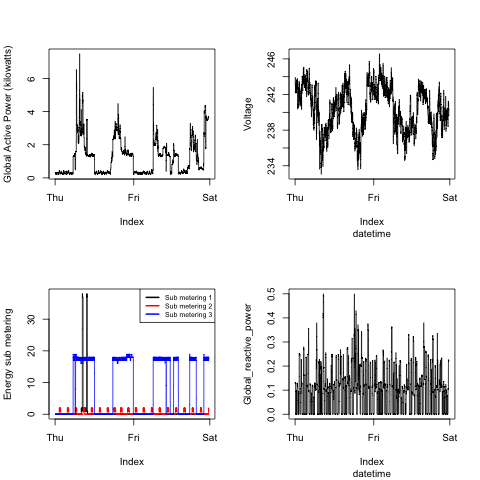 Global Active Power (kilowatts)
6
4
2
0
Thu Fri Sat
Index
Voltage
246
242
238
234
Thu Fri Sat
Index
datetime
Energy sub metering
30
20
10
0
Sub metering 1
Sub metering 2
Sub metering 3
Thu Fri Sat
Index
Global_reactive_power
0.5
0.4
0.3
0.2
0.1
0.0
Thu Fri Sat
Index
datetime